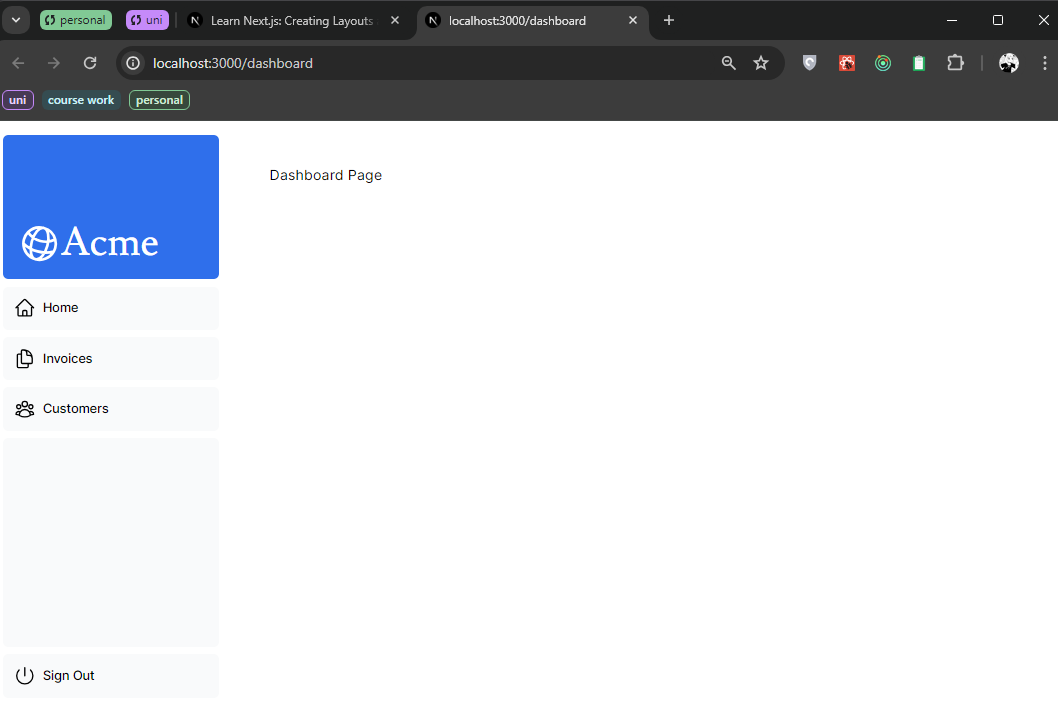 personal
uni
Learn Next.js: Creating Layouts
localhost:3000/dashboard
localhost:3000/dashboard
uni
course work
personal
Acme
Dashboard Page
Home
Invoices
Customers
Sign Out